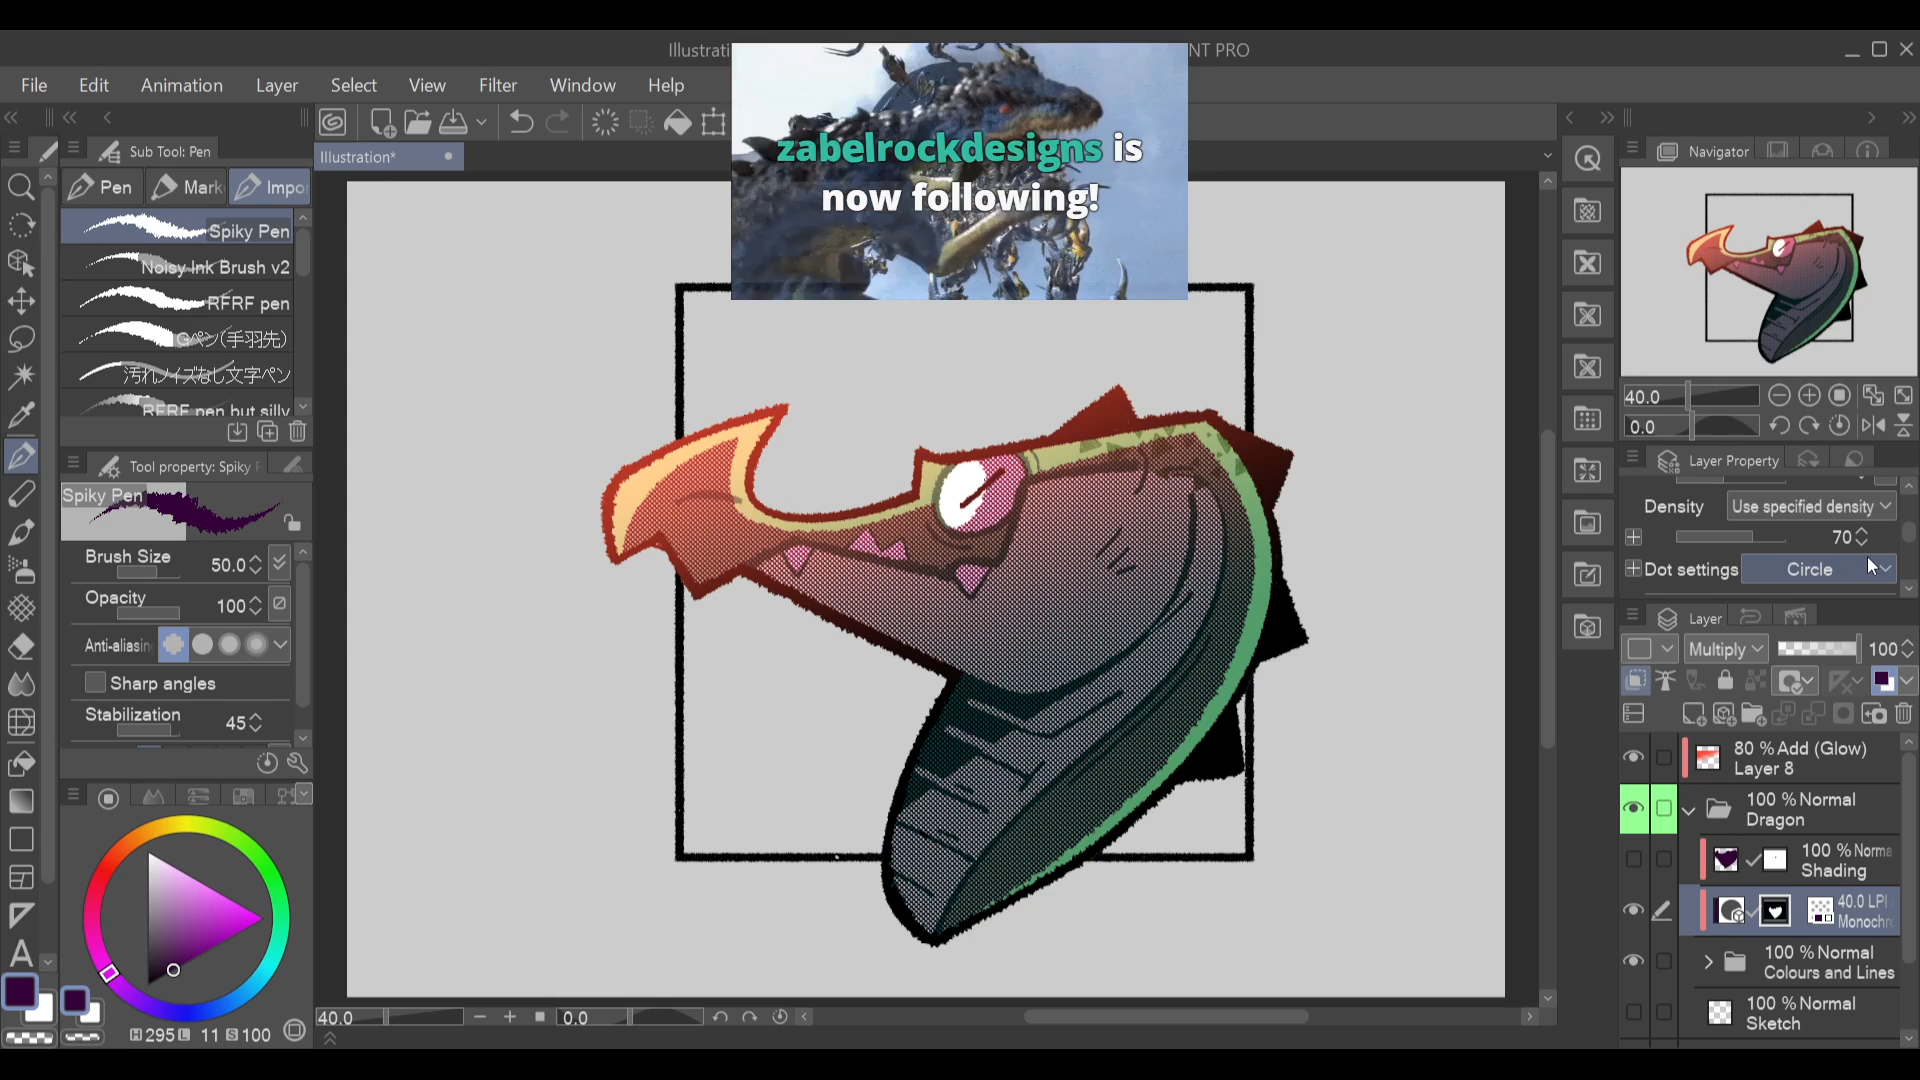 Illustrati
NT PRO
File Edit Animation Layer Select View Filter Window Help
zabelrockdesigns is
now following!
Sub Tool: Pen
Illustration*
Pen Mark Impo
Spiky Pen
Noisy Ink Brush v2
RFRF pen
Gペン(手羽先)
汚れノイズなし文字ペン
RFRF pen but silly
Tool property: Spiky P
Spiky Pen
Brush Size 50.0
Opacity 100
Anti-aliasin
Sharp angles
Stabilization 45
H 295 L 11 S 100
40.0 0.0
Navigator
40.0
0.0
Layer Property
Density Use specified density
70
Dot settings Circle
Layer
Multiply 100
80 % Add (Glow)
Layer 8
100 % Normal
Dragon
100 % Norma
Shading
40.0 LPI
Monochr
100 % Normal
Colours and Lines
100 % Normal
Sketch